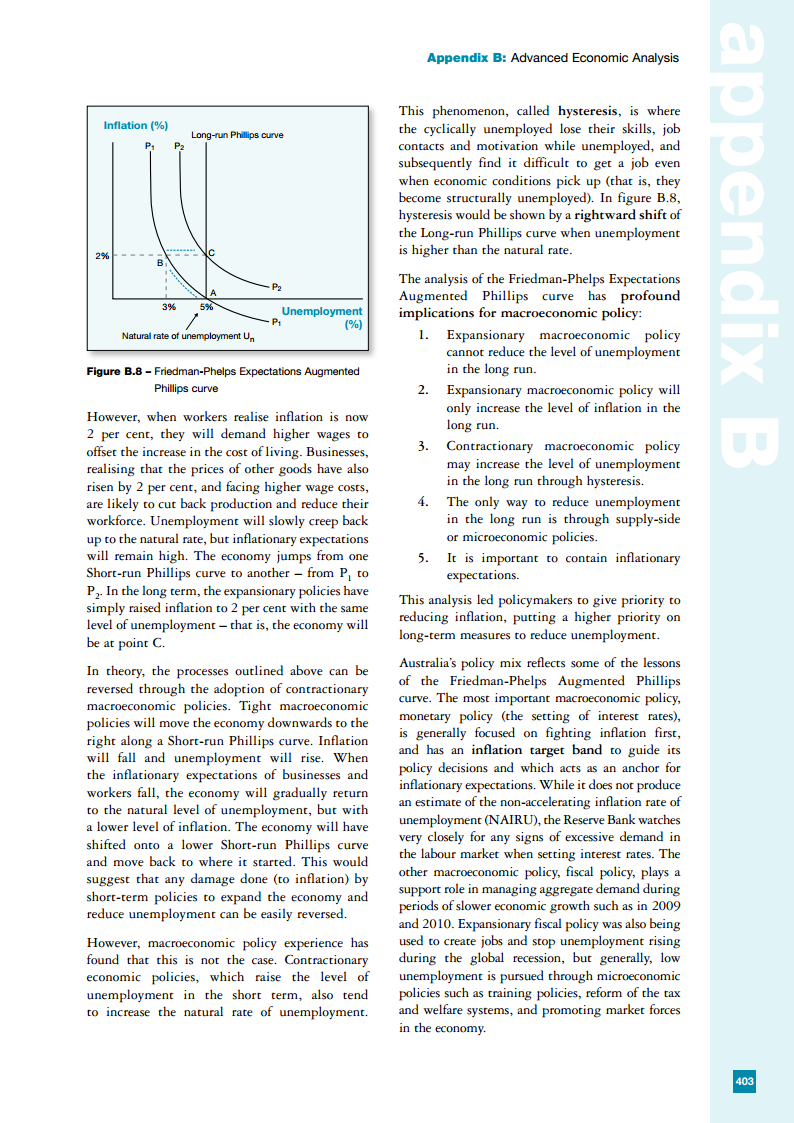 Appendix B: Advanced Economic Analysis
appendix B
Inflation (%)
Long-run Phillips curve
P1 P2
2%
B
C
A
P2
P1
3% 5%
Unemployment
(%)
Natural rate of unemployment Un
Figure B.8 – Friedman-Phelps Expectations Augmented
Phillips curve
However, when workers realise inflation is now
2 per cent, they will demand higher wages to
offset the increase in the cost of living. Businesses,
realising that the prices of other goods have also
risen by 2 per cent, and facing higher wage costs,
are likely to cut back production and reduce their
workforce. Unemployment will slowly creep back
up to the natural rate, but inflationary expectations
will remain high. The economy jumps from one
Short-run Phillips curve to another – from P1 to
P2. In the long term, the expansionary policies have
simply raised inflation to 2 per cent with the same
level of unemployment – that is, the economy will
be at point C.
In theory, the processes outlined above can be
reversed through the adoption of contractionary
macroeconomic policies. Tight macroeconomic
policies will move the economy downwards to the
right along a Short-run Phillips curve. Inflation
will fall and unemployment will rise. When
the inflationary expectations of businesses and
workers fall, the economy will gradually return
to the natural level of unemployment, but with
a lower level of inflation. The economy will have
shifted onto a lower Short-run Phillips curve
and move back to where it started. This would
suggest that any damage done (to inflation) by
short-term policies to expand the economy and
reduce unemployment can be easily reversed.
However, macroeconomic policy experience has
found that this is not the case. Contractionary
economic policies, which raise the level of
unemployment in the short term, also tend
to increase the natural rate of unemployment.
This phenomenon, called hysteresis, is where
the cyclically unemployed lose their skills, job
contacts and motivation while unemployed, and
subsequently find it difficult to get a job even
when economic conditions pick up (that is, they
become structurally unemployed). In figure B.8,
hysteresis would be shown by a rightward shift of
the Long-run Phillips curve when unemployment
is higher than the natural rate.
The analysis of the Friedman-Phelps Expectations
Augmented Phillips curve has profound
implications for macroeconomic policy:
1. Expansionary macroeconomic policy
cannot reduce the level of unemployment
in the long run.
2. Expansionary macroeconomic policy will
only increase the level of inflation in the
long run.
3. Contractionary macroeconomic policy
may increase the level of unemployment
in the long run through hysteresis.
4. The only way to reduce unemployment
in the long run is through supply-side
or microeconomic policies.
5. It is important to contain inflationary
expectations.
This analysis led policymakers to give priority to
reducing inflation, putting a higher priority on
long-term measures to reduce unemployment.
Australia's policy mix reflects some of the lessons
of the Friedman-Phelps Augmented Phillips
curve. The most important macroeconomic policy,
monetary policy (the setting of interest rates),
is generally focused on fighting inflation first,
and has an inflation target band to guide its
policy decisions and which acts as an anchor for
inflationary expectations. While it does not produce
an estimate of the non-accelerating inflation rate of
unemployment (NAIRU), the Reserve Bank watches
very closely for any signs of excessive demand in
the labour market when setting interest rates. The
other macroeconomic policy, fiscal policy, plays a
support role in managing aggregate demand during
periods of slower economic growth such as in 2009
and 2010. Expansionary fiscal policy was also being
used to create jobs and stop unemployment rising
during the global recession, but generally, low
unemployment is pursued through microeconomic
policies such as training policies, reform of the tax
and welfare systems, and promoting market forces
in the economy.
403